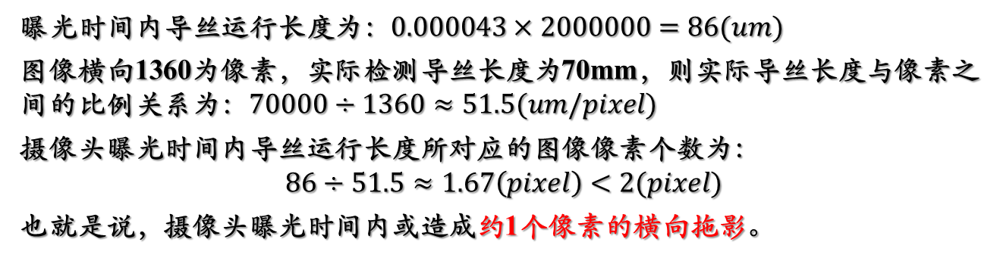 曝光时间内导丝运行长度为：0.000043 × 2000000 = 86(um)
图像横向1360为像素，实际检测导丝长度为70mm，则实际导丝长度与像素之
间的比例关系为：70000 ÷ 1360 ≈ 51.5(um/pixel)
摄像头曝光时间内导丝运行长度所对应的图像像素个数为：
86 ÷ 51.5 ≈ 1.67(pixel) < 2(pixel)
也就是说，摄像头曝光时间内或造成约1个像素的横向拖影。